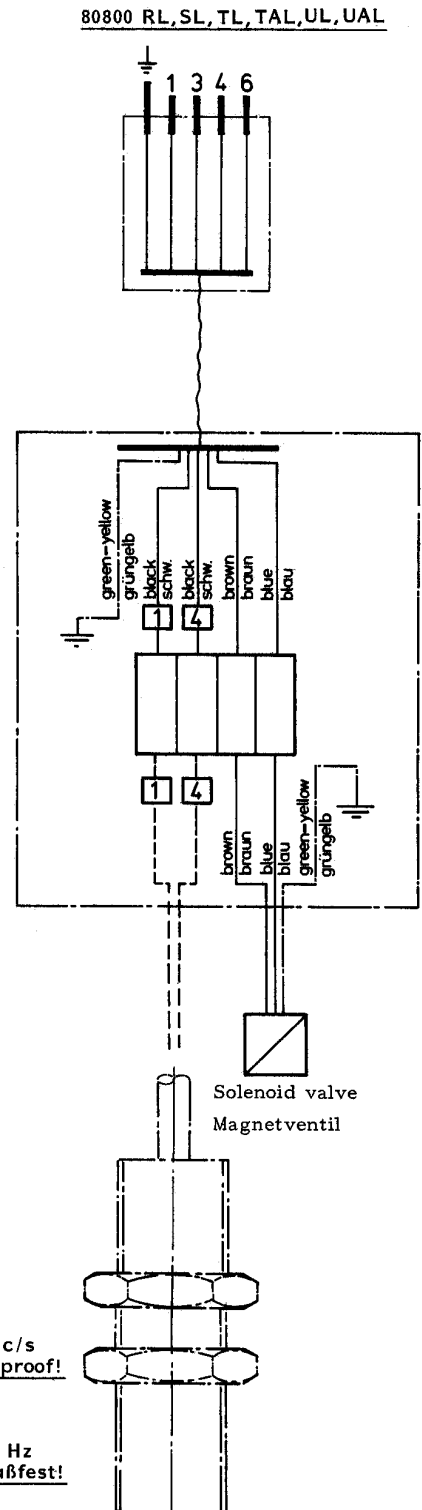 80800 RL,SL,TL,TAL,UL,UAL
1 3 4 6
green-yellow
grüngelb
black
schw.
black
schw.
brown
braun
blue
blau
1 4
1 4
brown
braun
blue
blau
green-yellow
grüngelb
Solenoid valve
Magnetventil
c/s
proof!
Hz
aßfest!